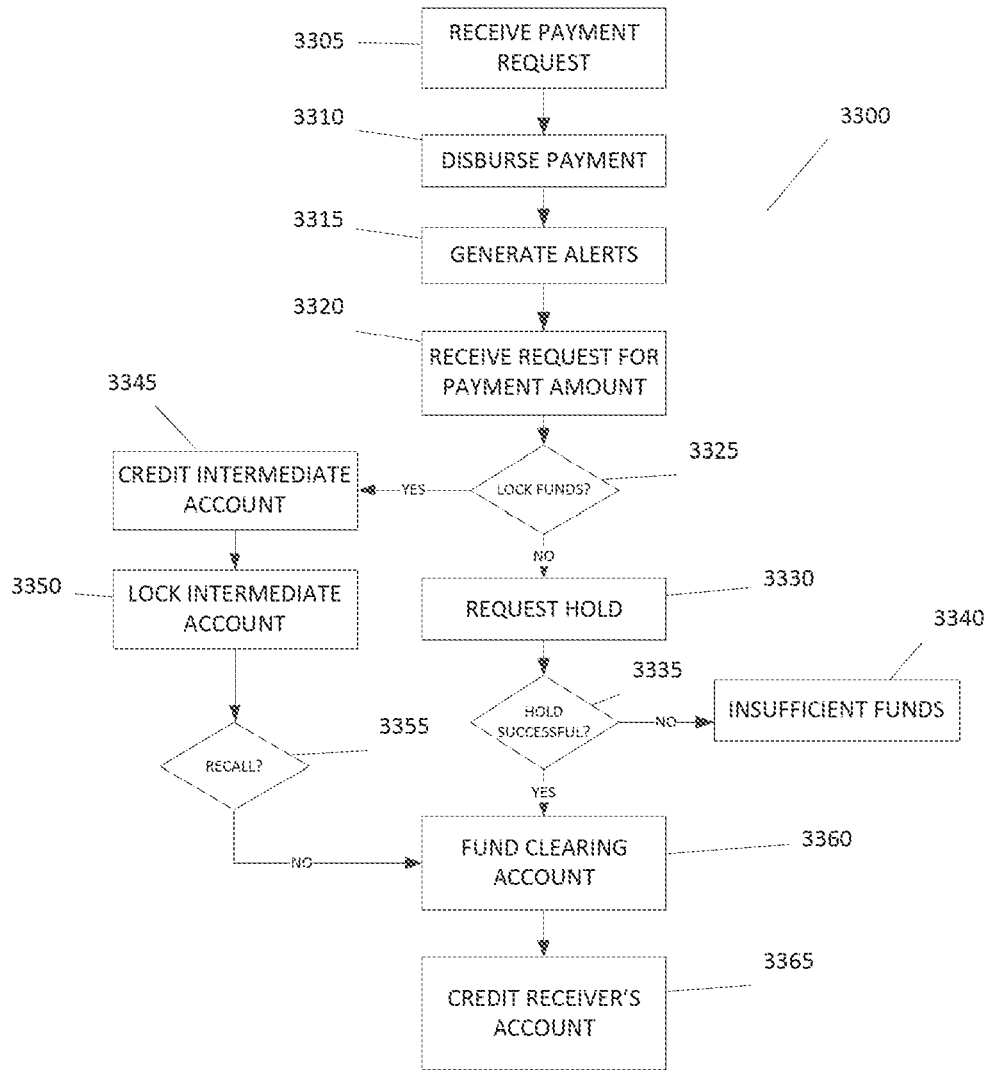 3305
RECEIVE PAYMENT
REQUEST
3310
DISBURSE PAYMENT
3300
3315
GENERATE ALERTS
3320
RECEIVE REQUEST FOR
PAYMENT AMOUNT
3345
CREDIT INTERMEDIATE
ACCOUNT
YES
LOCK FUNDS?
3325
NO
3350
LOCK INTERMEDIATE
ACCOUNT
REQUEST HOLD
3330
3340
3335
HOLD
SUCCESSFUL?
NO
INSUFFICIENT FUNDS
3355
RECALL?
YES
NO
FUND CLEARING
ACCOUNT
3360
CREDIT RECEIVER'S
ACCOUNT
3365